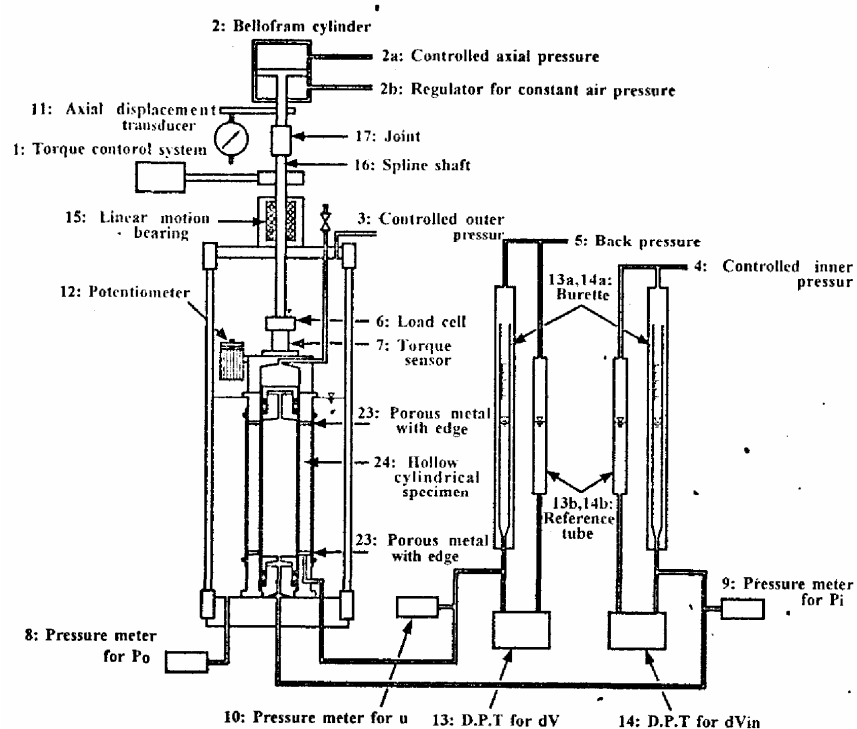 2: Bellofram cylinder
2a: Controlled axial pressure
2b: Regulator for constant air pressure
11: Axial displacement
transducer
17: Joint
1: Torque contorol system
16: Spline shaft
15: Linear motion
bearing
3: Controlled outer
pressur
5: Back pressure
4: Controlled inner
pressur
13a,14a:
Burette
12: Potentiometer
6: Load cell
7: Torque
sensor
23: Porous metal
with edge
24: Hollow
cylindrical
specimen
13b,14b:
Reference
tube
23: Porous metal
with edge
9: Pressure meter
for Pi
8: Pressure meter
for Po
10: Pressure meter for u
13: D.P.T for dV
14: D.P.T for dVin